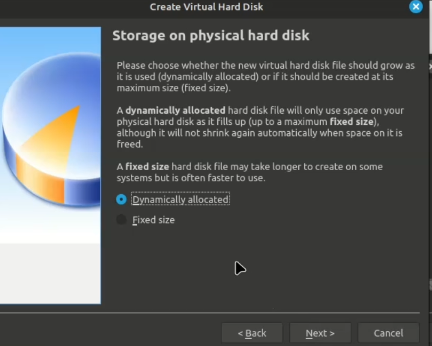 Create Virtual Hard Disk
Storage on physical hard disk
Please choose whether the new virtual hard disk file should grow as
it is used (dynamically allocated) or if it should be created at its
maximum size (fixed size).
A dynamically allocated hard disk file will only use space on your
physical hard disk as it fills up (up to a maximum fixed size),
although it will not shrink again automatically when space on it is
freed.
A fixed size hard disk file may take longer to create on some
systems but is often faster to use.
Dynamically allocated
Fixed size
< Back
Next >
Cancel